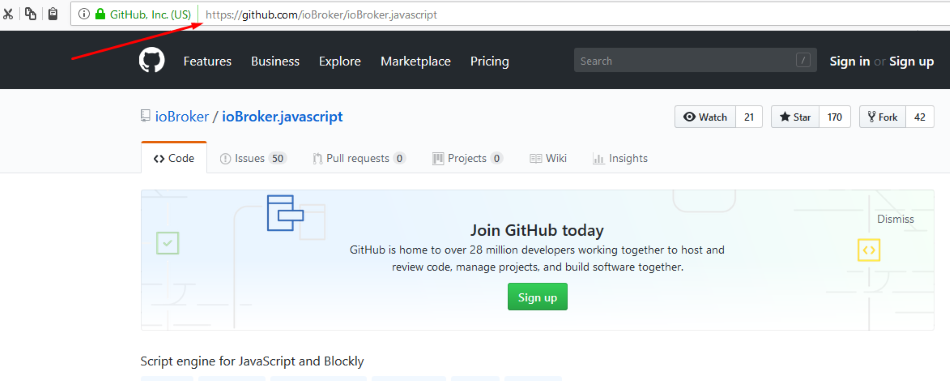 GitHub, Inc. (US) https://github.com/ioBroker/ioBroker.javascript
Features Business Explore Marketplace Pricing Search / Sign in or Sign up
ioBroker / ioBroker.javascript Watch 21 Star 170 Fork 42
Code Issues 50 Pull requests 0 Projects 0 Wiki Insights
Join GitHub today
Dismiss
GitHub is home to over 28 million developers working together to host and
review code, manage projects, and build software together.
Sign up
Script engine for JavaScript and Blockly